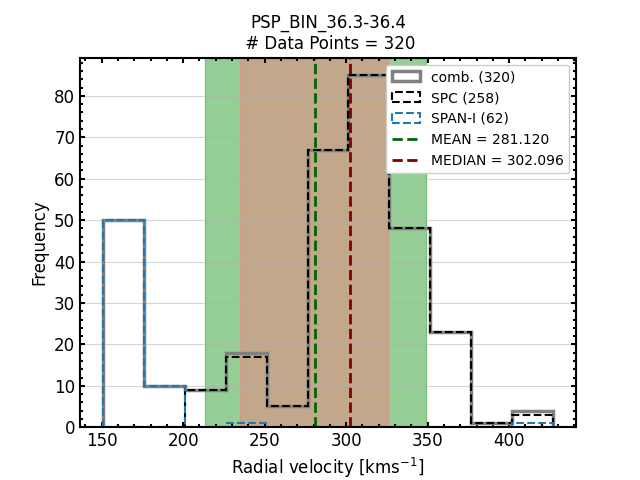 PSP_BIN_36.3-36.4
# Data Points = 320
comb. (320)
SPC (258)
SPAN-I (62)
MEAN = 281.120
MEDIAN = 302.096
Frequency
80
70
60
50
40
30
20
10
0
150 200 250 300 350 400
Radial velocity [kms⁻¹]